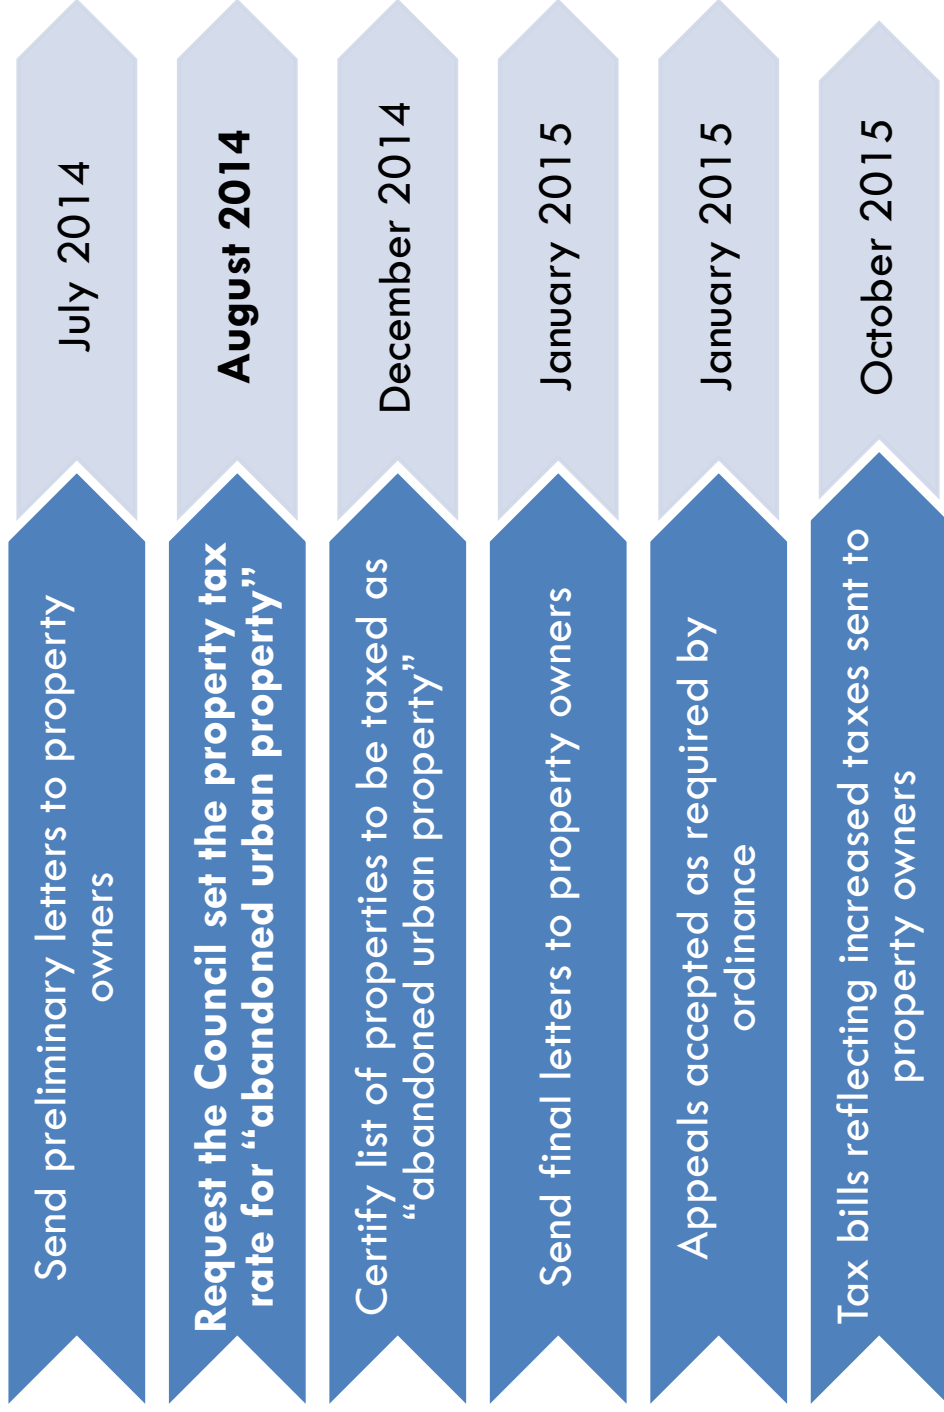 Send preliminary letters to property
owners
July 2014
Request the Council set the property tax
rate for “abandoned urban property”
August 2014
Certify list of properties to be taxed as
“abandoned urban property”
December 2014
Send final letters to property owners
January 2015
Appeals accepted as required by
ordinance
January 2015
Tax bills reflecting increased taxes sent to
property owners
October 2015